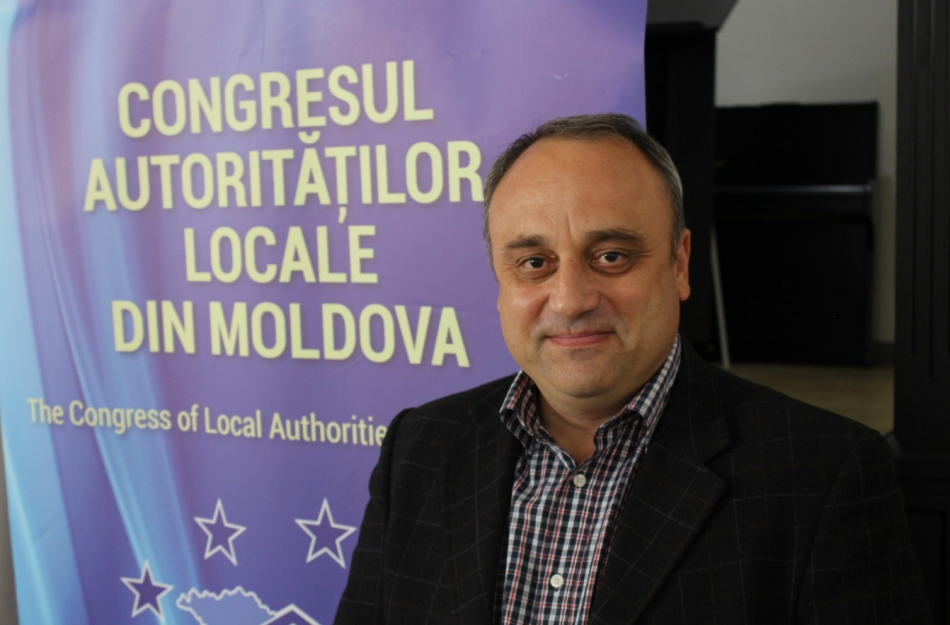 CONGRESUL
AUTORITĂȚILOR
LOCALE
DIN MOLDOVA
The Congress of Local Authoritie